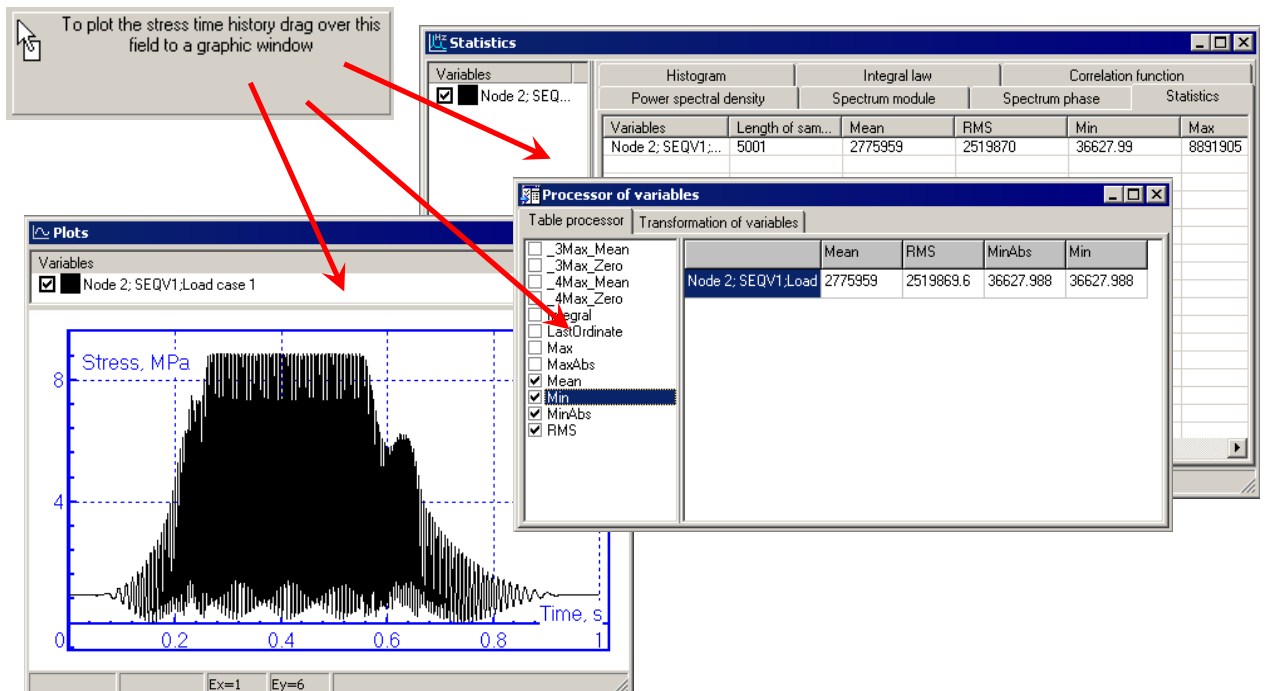 To plot the stress time history drag over this
field to a graphic window
Statistics
Variables
Node 2; SEQ...
Histogram
Integral law
Correlation function
Power spectral density
Spectrum module
Spectrum phase
Statistics
Variables
Length of sam...
Mean
RMS
Min
Max
Node 2; SEQV1;...
5001
2775959
2519870
36627.99
8891905
Processor of variables
Table processor
Transformation of variables
_3Max_Mean
_3Max_Zero
_4Max_Mean
_4Max_Zero
Integral
LastOrdinate
Max
MaxAbs
Mean
Min
MinAbs
RMS
Mean
RMS
MinAbs
Min
Node 2; SEQV1;Load
2775959
2519869.6
36627.988
36627.988
Plots
Variables
Node 2; SEQV1;Load case 1
Stress, MPa
8
4
Time, s
0
0.2
0.4
0.6
0.8
1
Ex=1
Ey=6